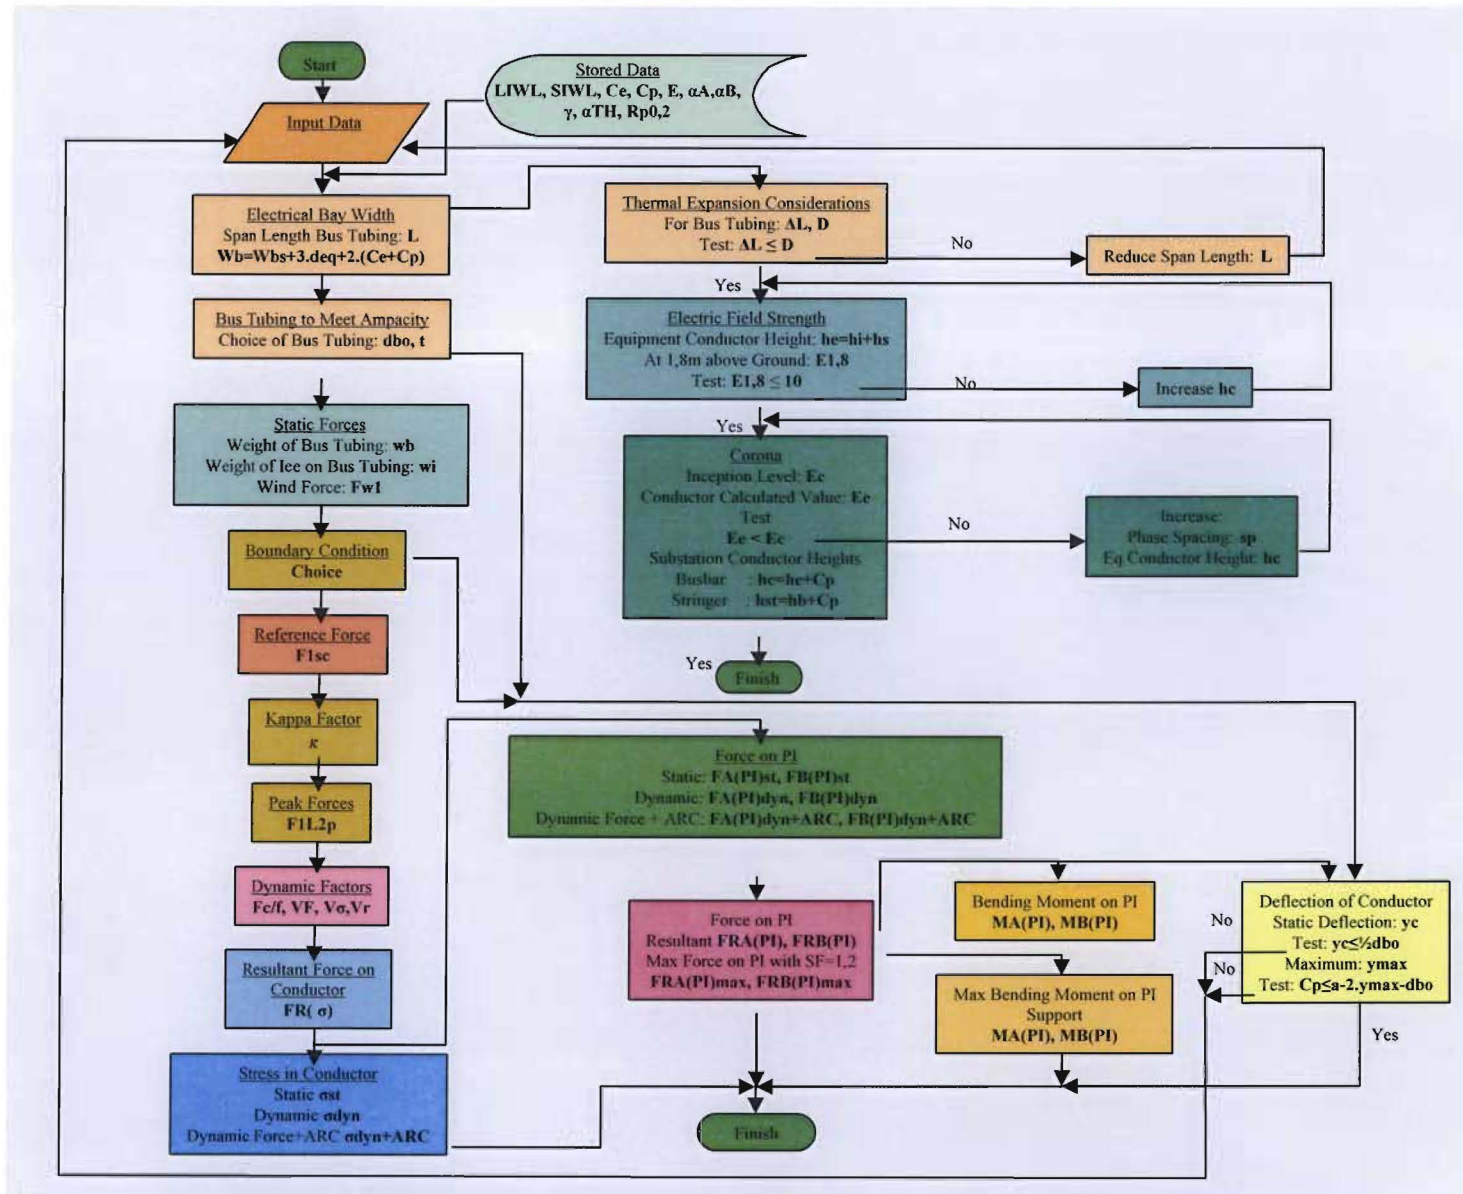 Start
Stored Data
LIWL, SIWL, Ce, Cp, E, αA,αB,
γ, αTH, Rp0,2
Input Data
Electrical Bay Width
Span Length Bus Tubing: L
Wb=Wbs+3.deq+2.(Ce+Cp)
Thermal Expansion Considerations
For Bus Tubing: ΔL, D
Test: ΔL ≤ D
No
Reduce Span Length: L
Yes
Bus Tubing to Meet Ampacity
Choice of Bus Tubing: dbo, t
Electric Field Strength
Equipment Conductor Height: he=hi+hs
At 1,8m above Ground: E1,8
Test: E1,8 ≤ 10
No
Increase hc
Yes
Static Forces
Weight of Bus Tubing: wb
Weight of Ice on Bus Tubing: wi
Wind Force: Fw1
Corona
Inception Level: Ec
Conductor Calculated Value: Ee
Test
Ee < Ec
Substation Conductor Heights
Busbar : hc=hc+Cp
Stringer : hst=hb+Cp
No
Increase:
Phase Spacing: sp
Eq Conductor Height: hc
Boundary Condition
Choice
Reference Force
F1sc
Yes
Finish
Kappa Factor
κ
Peak Forces
F1L2p
Force on PI
Static: FA(PI)st, FB(PI)st
Dynamic: FA(PI)dyn, FB(PI)dyn
Dynamic Force + ARC: FA(PI)dyn+ARC, FB(PI)dyn+ARC
Dynamic Factors
Fc/f, VF, Vσ,Vr
Force on PI
Resultant FRA(PI), FRB(PI)
Max Force on PI with SF=1,2
FRA(PI)max, FRB(PI)max
Bending Moment on PI
MA(PI), MB(PI)
Max Bending Moment on PI
Support
MA(PI), MB(PI)
No
No
Deflection of Conductor
Static Deflection: yc
Test: yc≤½dbo
Maximum: ymax
Test: Cp≤a-2.ymax-dbo
Yes
Resultant Force on
Conductor
FR( σ)
Stress in Conductor
Static σst
Dynamic σdyn
Dynamic Force+ARC σdyn+ARC
Finish